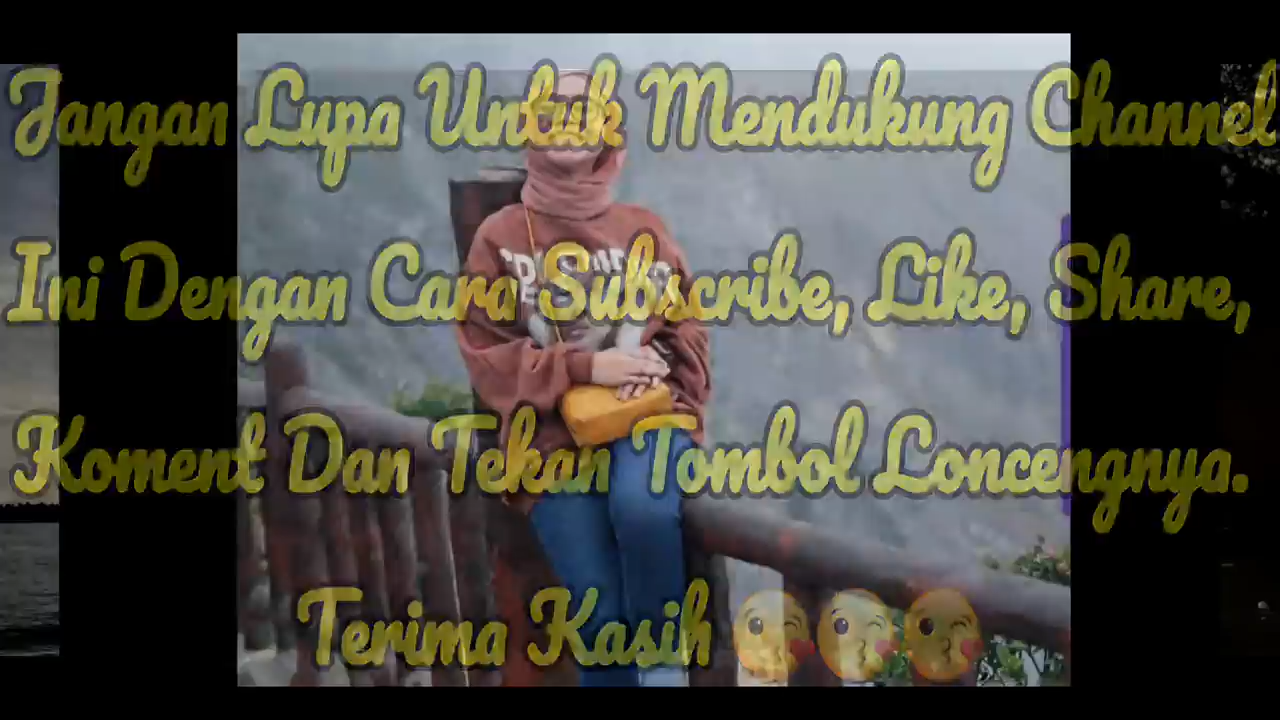 Jangan Lupa Untuk Mendukung Channel
Ini Dengan Cara Subscribe, Like, Share,
Koment Dan Tekan Tombol Loncengnya.
Terima Kasih 😘😘😘